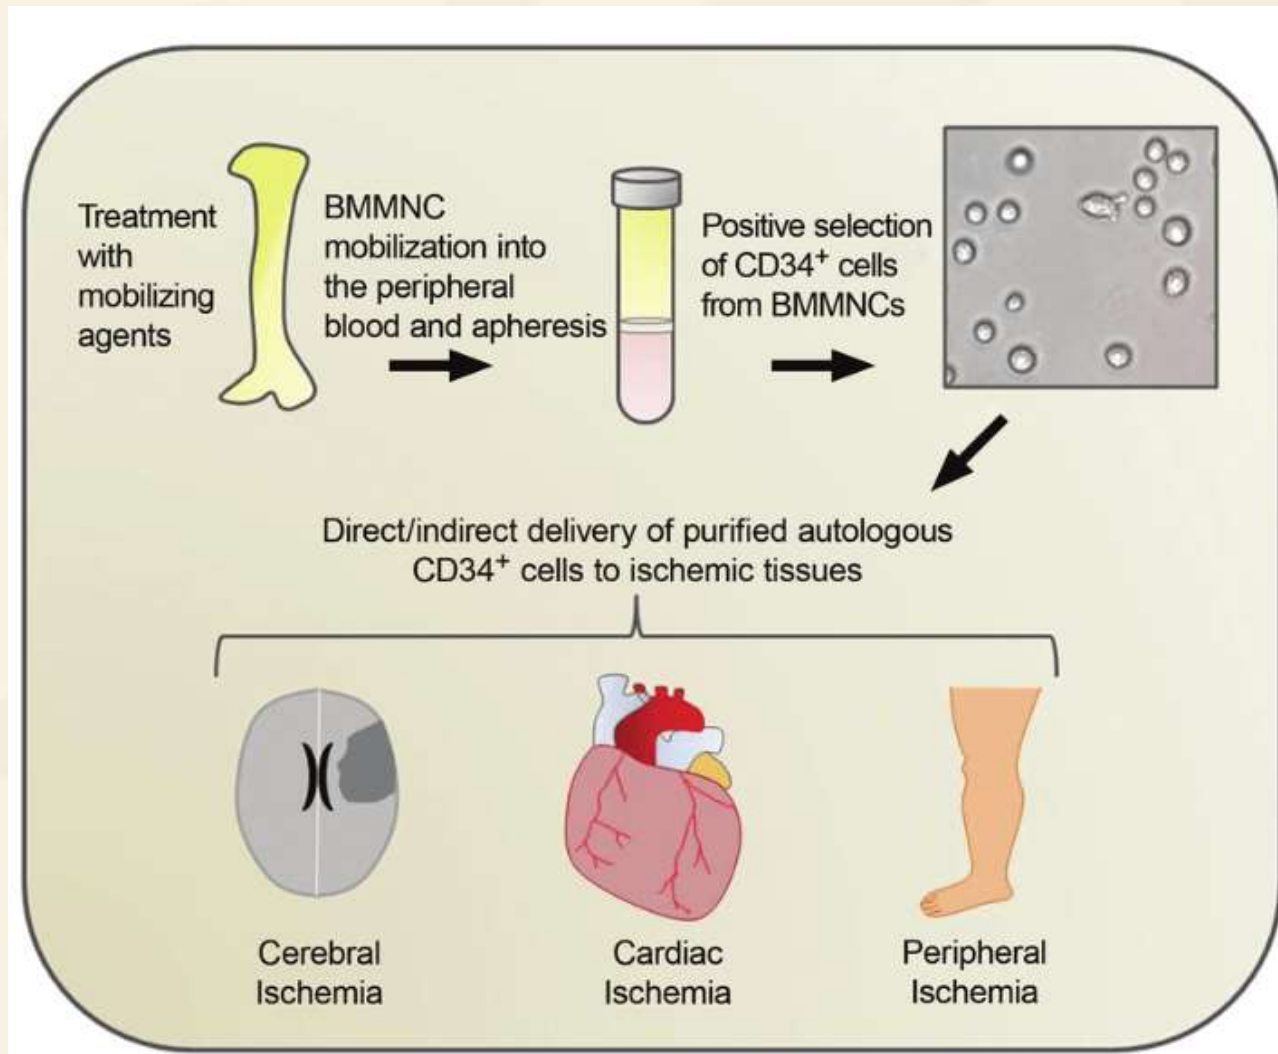 Treatment
with
mobilizing
agents
BMMNC
mobilization into
the peripheral
blood and apheresis
Positive selection
of CD34⁺ cells
from BMMNCs
Direct/indirect delivery of purified autologous
CD34⁺ cells to ischemic tissues
Cerebral
Ischemia
Cardiac
Ischemia
Peripheral
Ischemia